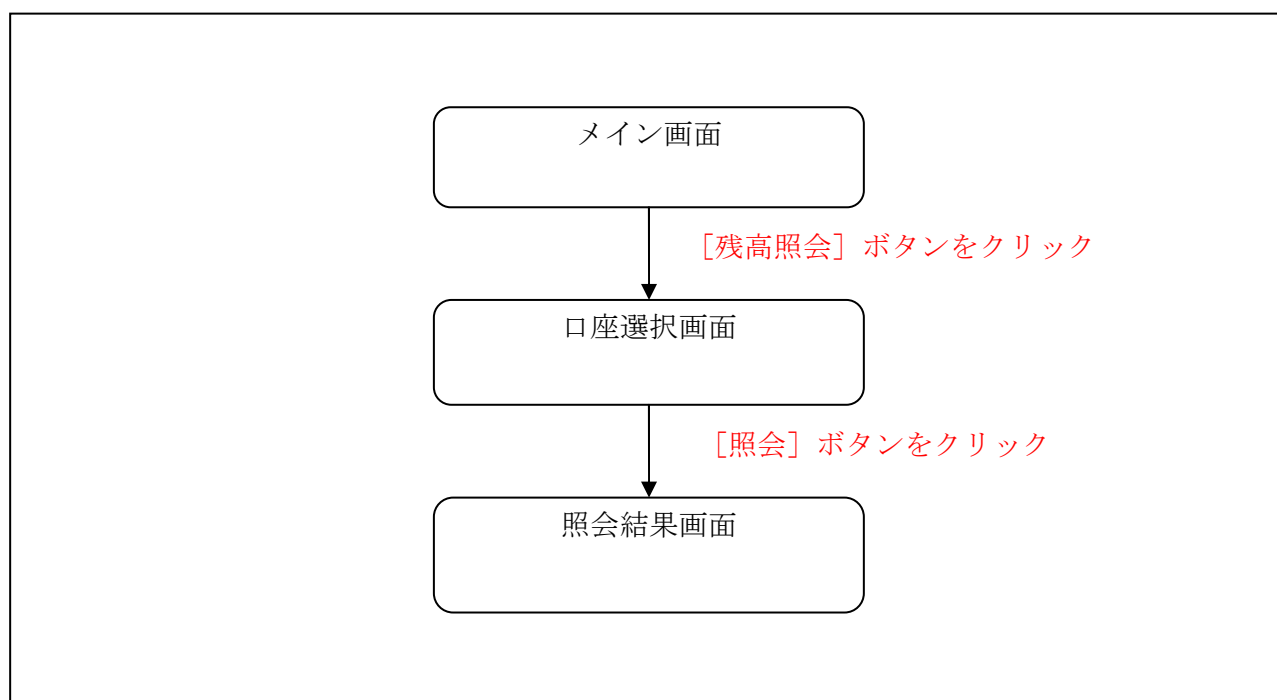 メイン画面
［残高照会］ボタンをクリック
口座選択画面
［照会］ボタンをクリック
照会結果画面